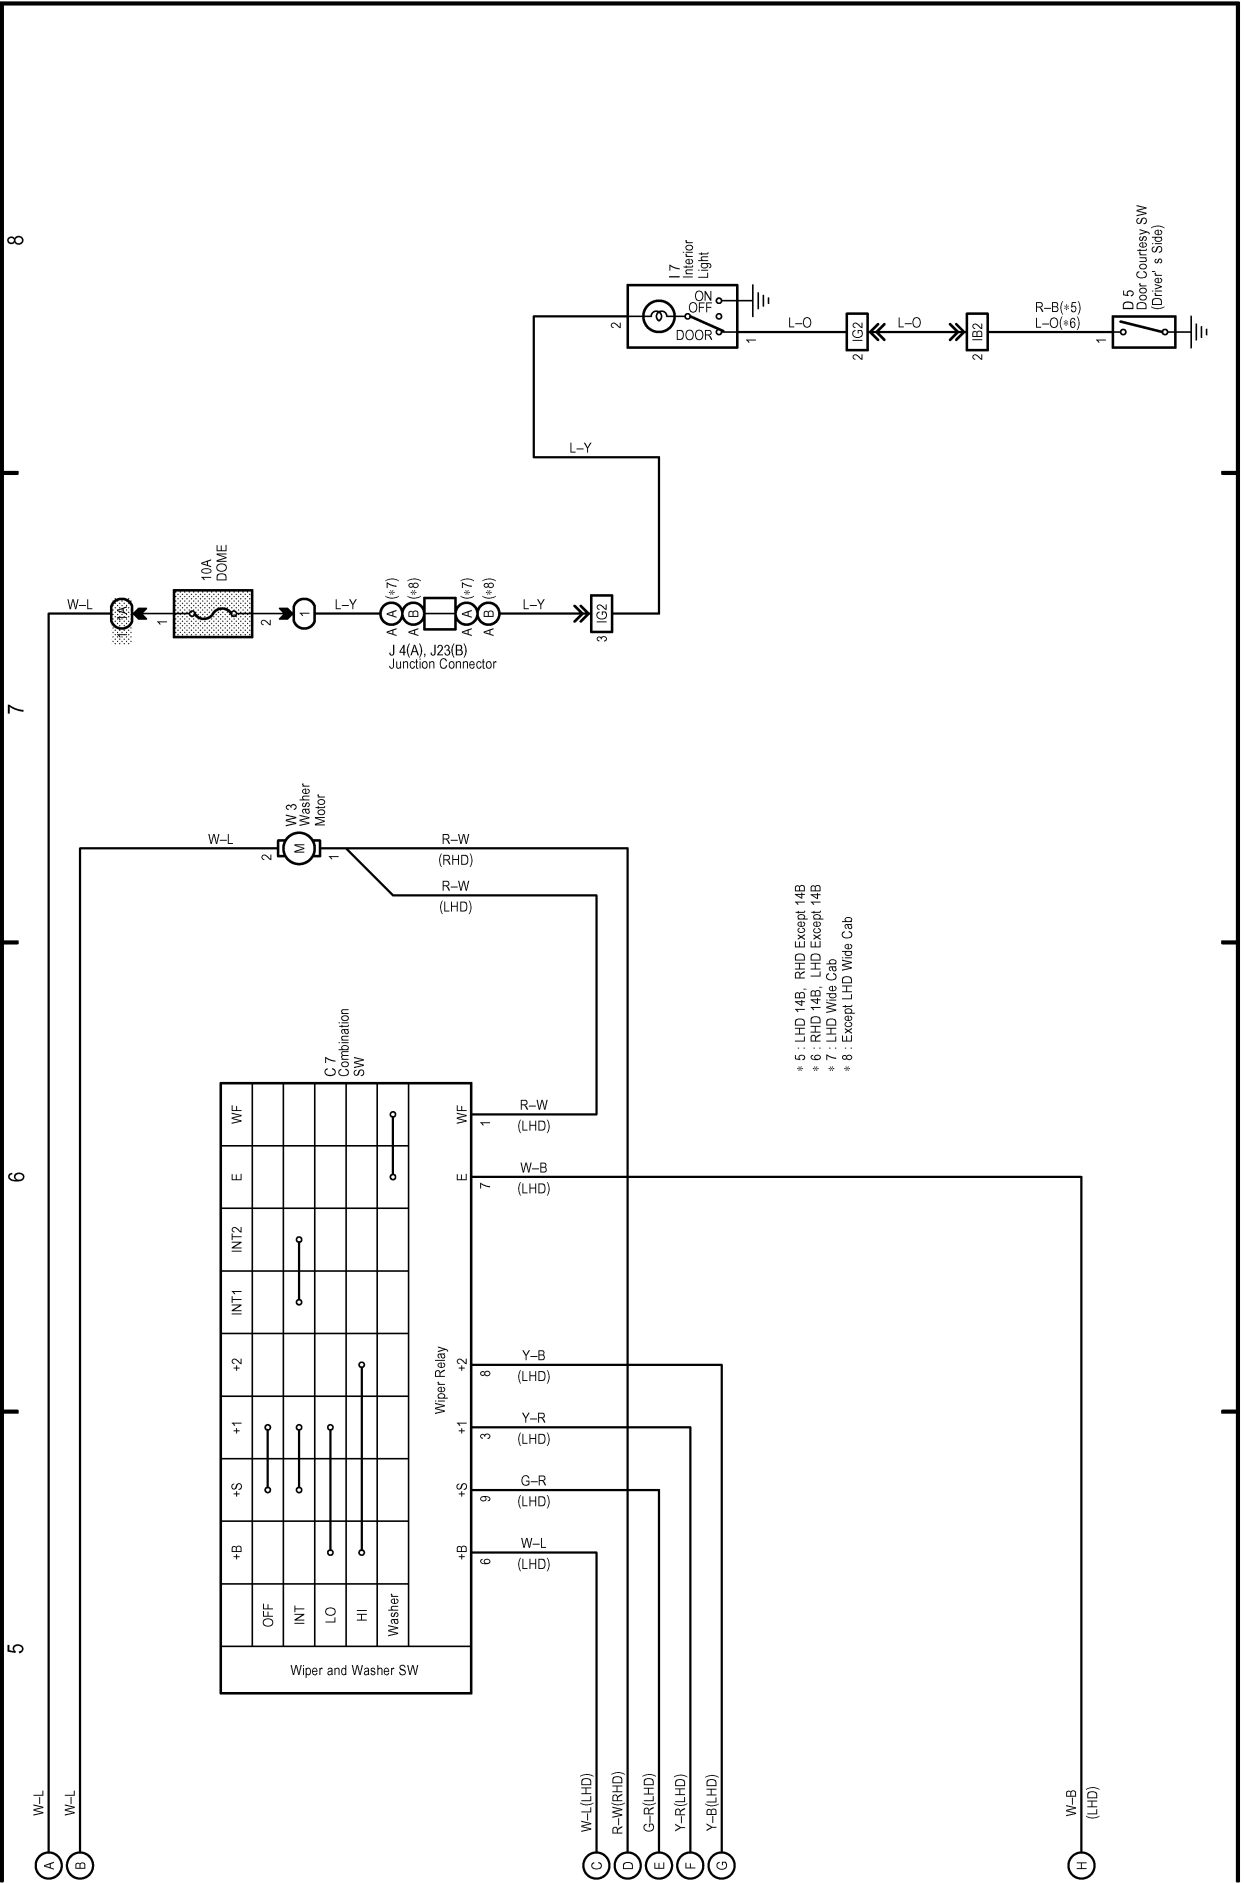 8
7
6
5
W–L
1
1A
1
10A
DOME
2
1
L–Y
A
A
(*7)
A
B
(*8)
A
A
(*7)
A
B
(*8)
J 4(A), J23(B)
Junction Connector
L–Y
3
IG2
L–Y
2
I 7
Interior
Light
ON
OFF
DOOR
1
L–O
IG2
2
L–O
IB2
2
R–B(*5)
L–O(*6)
1
D 5
Door Courtesy SW
(Driver' s Side)
W–L
2
M
1
W 3
Washer
Motor
R–W
(RHD)
R–W
(LHD)
* 5 : LHD 14B, RHD Except 14B
* 6 : RHD 14B, LHD Except 14B
* 7 : LHD Wide Cab
* 8 : Except LHD Wide Cab
C 7
Combination
SW
+B
+S
+1
+2
INT1
INT2
E
WF
OFF
INT
LO
HI
Washer
Wiper and Washer SW
Wiper Relay
WF
1
R–W
(LHD)
E
7
W–B
(LHD)
+2
8
Y–B
(LHD)
+1
3
Y–R
(LHD)
+S
9
G–R
(LHD)
+B
6
W–L
(LHD)
W–L
A
W–L
B
W–L(LHD)
C
R–W(RHD)
D
G–R(LHD)
E
Y–R(LHD)
F
Y–B(LHD)
G
W–B
(LHD)
H